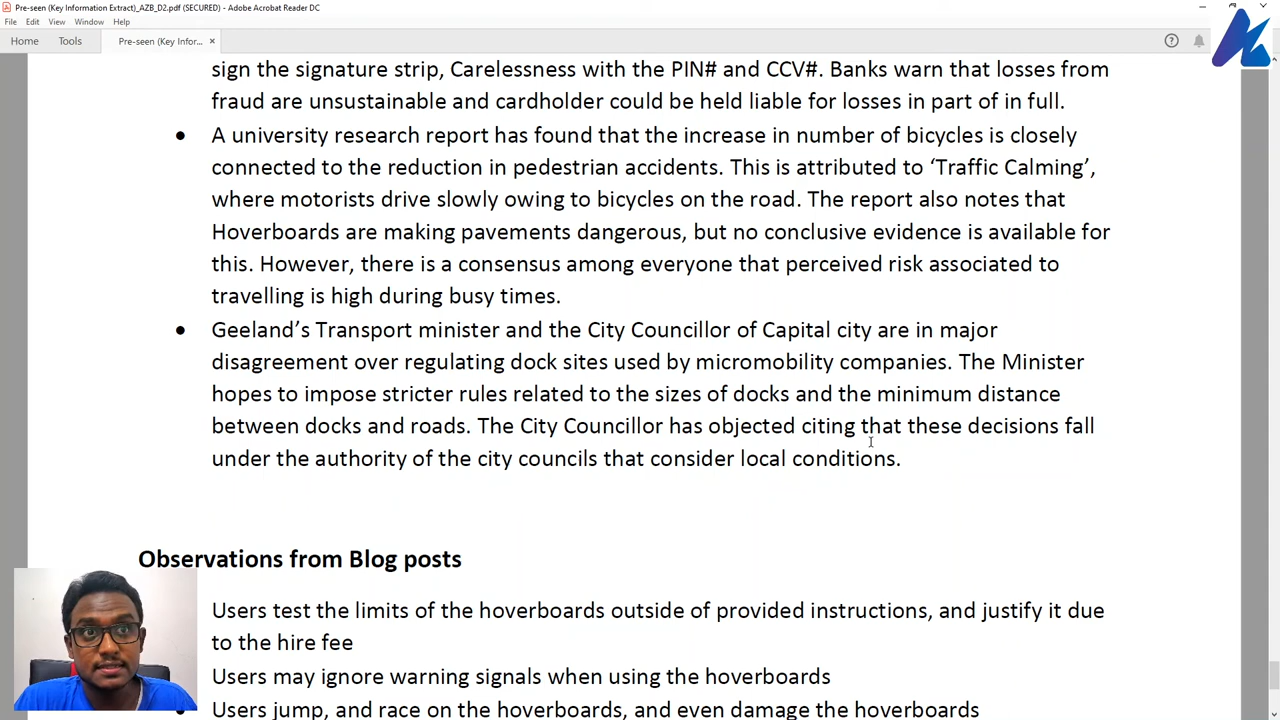 Pre-seen (Key Information Extract)_AZB_D2.pdf (SECURED) - Adobe Acrobat Reader DC
File Edit View Window Help
Home Tools Pre-seen (Key Infor... ×
sign the signature strip, Carelessness with the PIN# and CCV#. Banks warn that losses from
fraud are unsustainable and cardholder could be held liable for losses in part of in full.
• A university research report has found that the increase in number of bicycles is closely
connected to the reduction in pedestrian accidents. This is attributed to ‘Traffic Calming’,
where motorists drive slowly owing to bicycles on the road. The report also notes that
Hoverboards are making pavements dangerous, but no conclusive evidence is available for
this. However, there is a consensus among everyone that perceived risk associated to
travelling is high during busy times.
• Geeland’s Transport minister and the City Councillor of Capital city are in major
disagreement over regulating dock sites used by micromobility companies. The Minister
hopes to impose stricter rules related to the sizes of docks and the minimum distance
between docks and roads. The City Councillor has objected citing that these decisions fall
under the authority of the city councils that consider local conditions.
Observations from Blog posts
Users test the limits of the hoverboards outside of provided instructions, and justify it due
to the hire fee
Users may ignore warning signals when using the hoverboards
• Users jump, and race on the hoverboards, and even damage the hoverboards